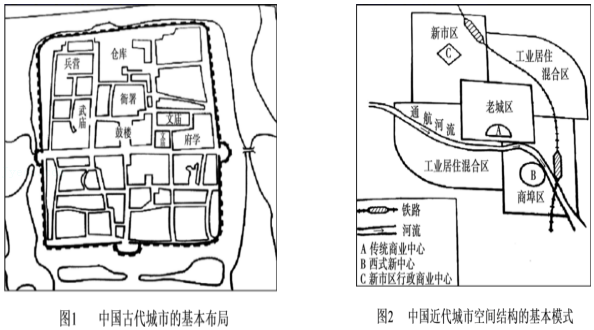 兵营
仓库
武庙
衙署
文庙
鼓楼
府学
图1 中国古代城市的基本布局
新市区
C
工业居住
混合区
老城区
A
通航河流
工业居住混合区
B
商埠区
铁路
河流
A 传统商业中心
B 西式新中心
C 新市区行政商业中心
图2 中国近代城市空间结构的基本模式